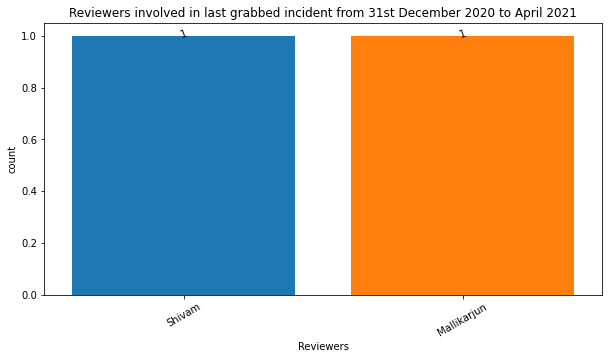 Reviewers involved in last grabbed incident from 31st December 2020 to April 2021
1 1
1.0
0.8
0.6
0.4
0.2
0.0
count
Shivam Mallikarjun
Reviewers